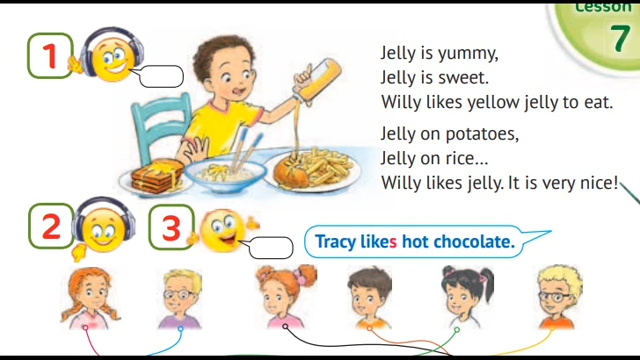 Lesson
7
1
Jelly is yummy,
Jelly is sweet.
Willy likes yellow jelly to eat.
Jelly on potatoes,
Jelly on rice...
Willy likes jelly. It is very nice!
2
3
Tracy likes hot chocolate.